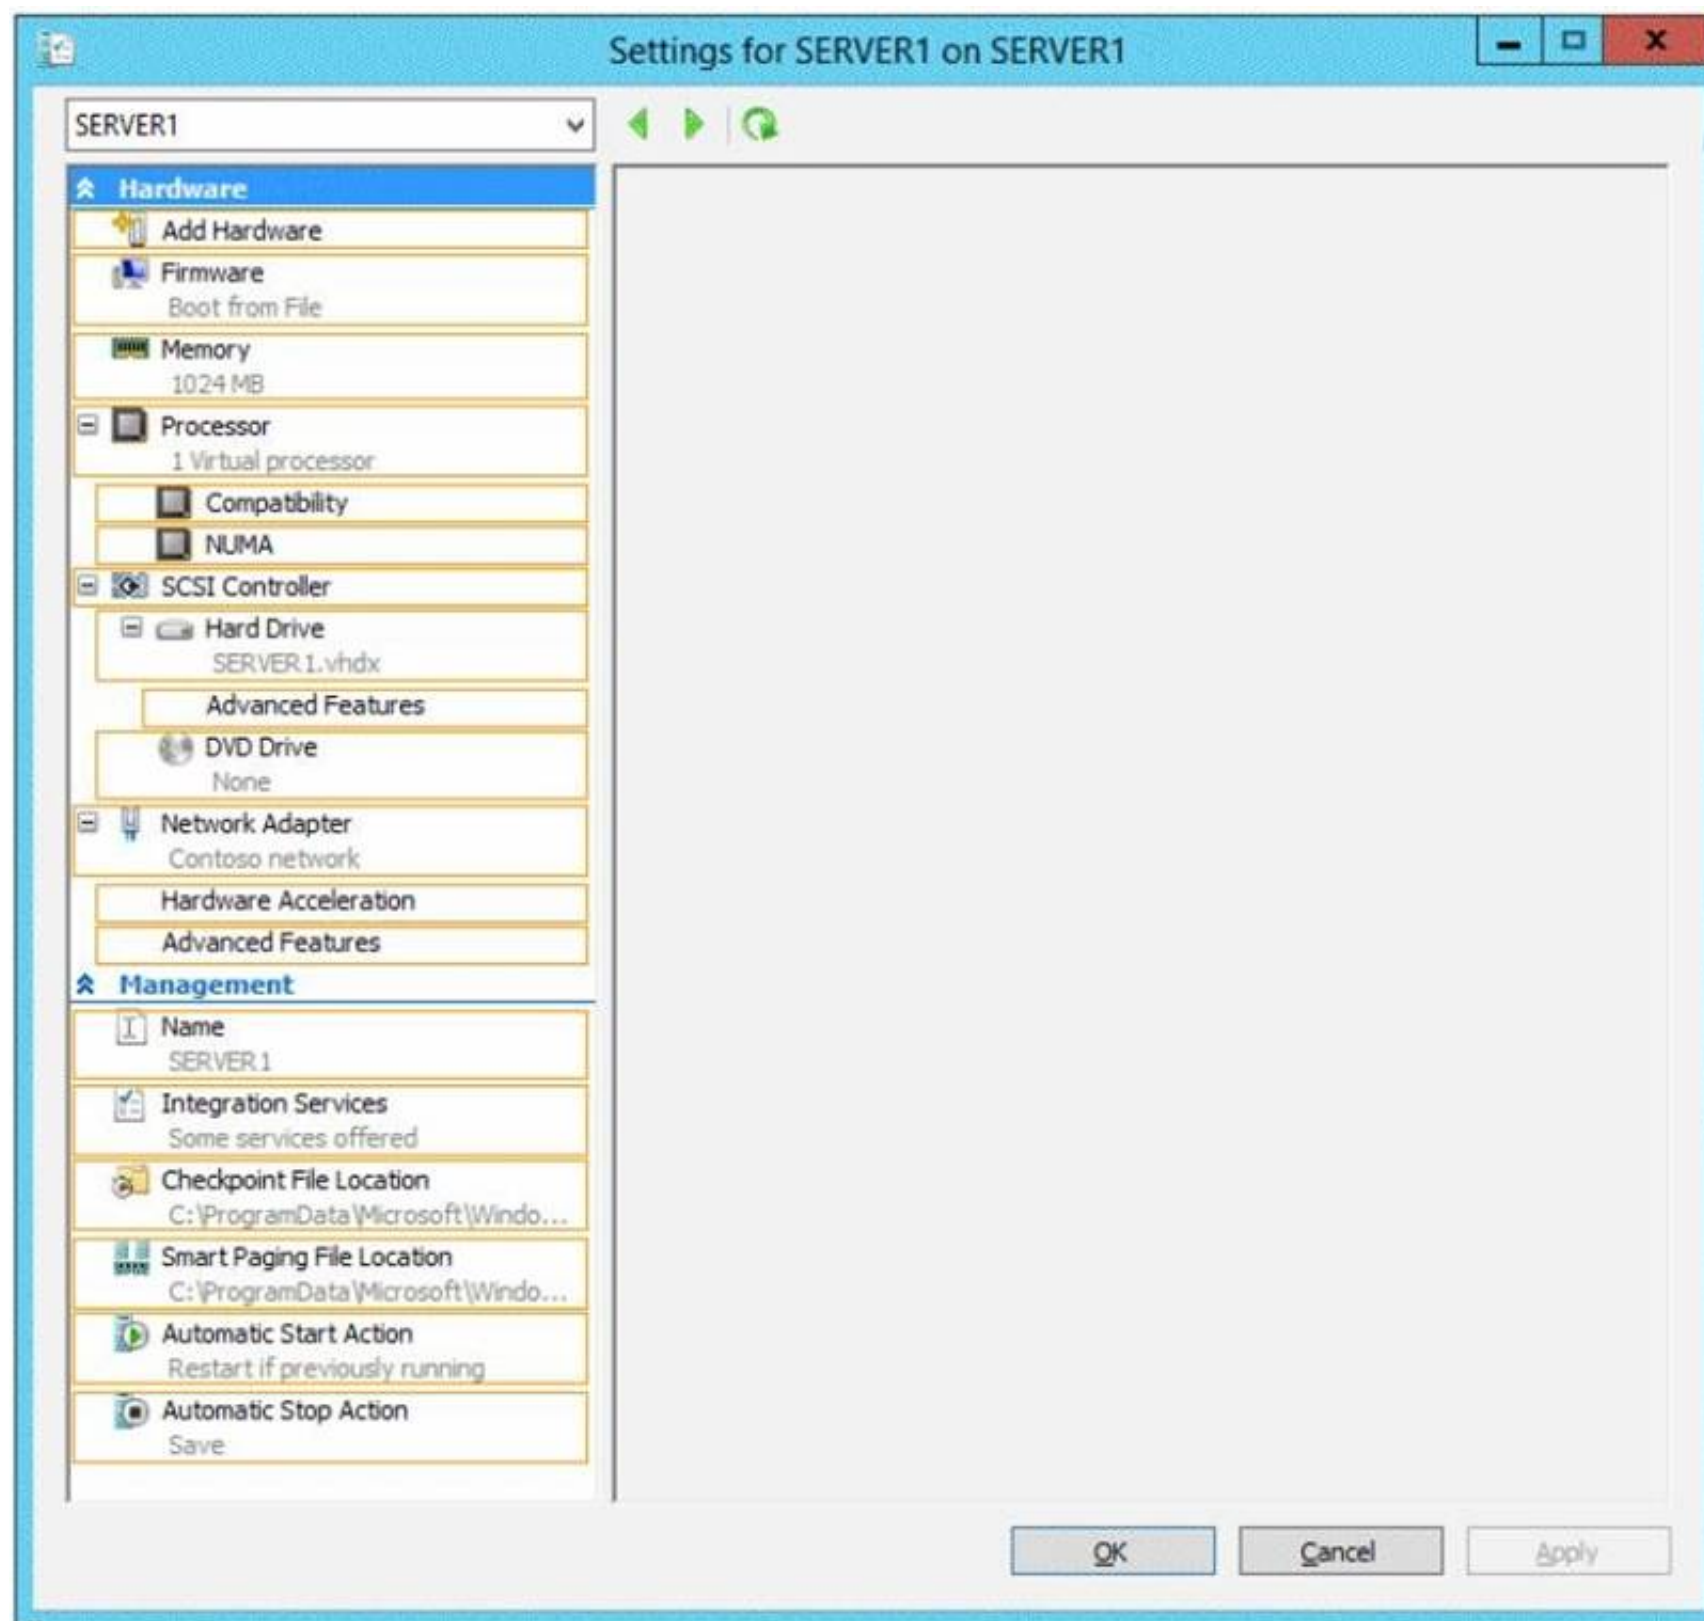 Settings for SERVER1 on SERVER1
SERVER1
Hardware
Add Hardware
Firmware
Boot from File
Memory
1024 MB
Processor
1 Virtual processor
Compatibility
NUMA
SCSI Controller
Hard Drive
SERVER1.vhdx
Advanced Features
DVD Drive
None
Network Adapter
Contoso network
Hardware Acceleration
Advanced Features
Management
Name
SERVER1
Integration Services
Some services offered
Checkpoint File Location
C:\ProgramData\Microsoft\Windo...
Smart Paging File Location
C:\ProgramData\Microsoft\Windo...
Automatic Start Action
Restart if previously running
Automatic Stop Action
Save
OK Cancel Apply